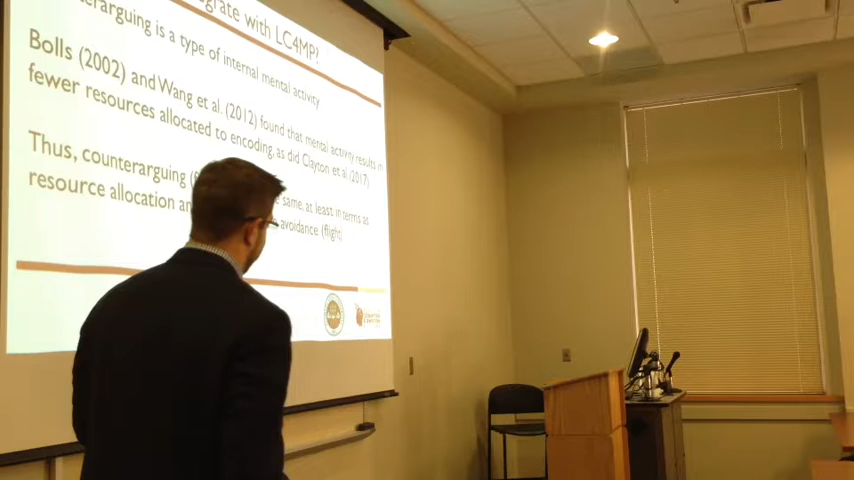 egrate with LC4MP?
terarguing is a type of internal mental activity
Bolls (2002) and Wang et al. (2012) found that mental activity results in
fewer resources allocated to encoding, as did Clayton et al (2017)
Thus, counterarguing (
same, at least in terms as
resource allocation an
avoidance (flight)